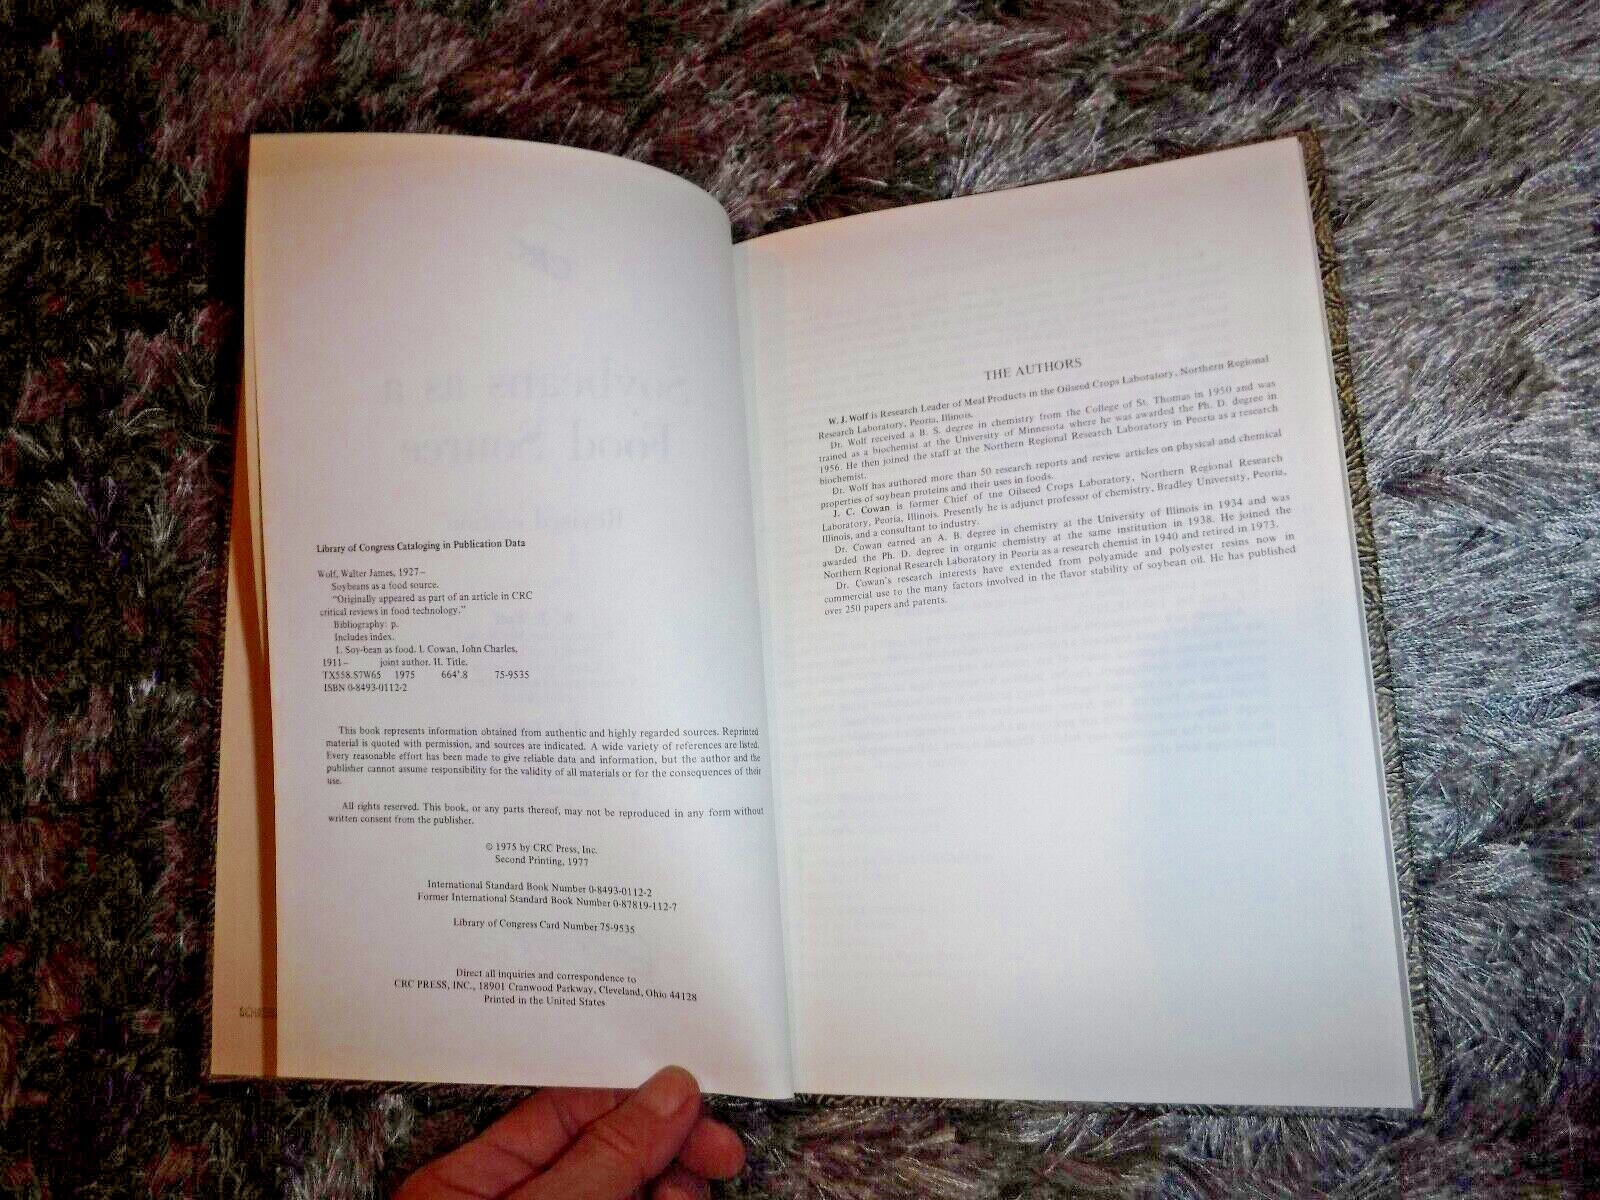 Library of Congress Cataloging in Publication Data
Wolf, Walter James, 1927–
Soybeans as a food source.
"Originally appeared as part of an article in CRC
critical reviews in food technology."
Bibliography: p.
Includes index.
1. Soy-bean as food. I. Cowan, John Charles,
1911– joint author. II. Title.
TX558.S7W65 1975 664'.8 75-9535
ISBN 0-8493-0112-2
This book represents information obtained from authentic and highly regarded sources. Reprinted
material is quoted with permission, and sources are indicated. A wide variety of references are listed.
Every reasonable effort has been made to give reliable data and information, but the author and the
publisher cannot assume responsibility for the validity of all materials or for the consequences of their
use.
All rights reserved. This book, or any parts thereof, may not be reproduced in any form without
written consent from the publisher.
© 1975 by CRC Press, Inc.
Second Printing, 1977
International Standard Book Number 0-8493-0112-2
Former International Standard Book Number 0-87819-112-7
Library of Congress Card Number 75-9535
Direct all inquiries and correspondence to
CRC PRESS, INC., 18901 Cranwood Parkway, Cleveland, Ohio 44128
Printed in the United States
THE AUTHORS
W. J. Wolf is Research Leader of Meal Products in the Oilseed Crops Laboratory, Northern Regional
Research Laboratory, Peoria, Illinois.
Dr. Wolf received a B. S. degree in chemistry from the College of St. Thomas in 1950 and was
trained as a biochemist at the University of Minnesota where he was awarded the Ph. D. degree in
1956. He then joined the staff at the Northern Regional Research Laboratory in Peoria as a research
biochemist.
Dr. Wolf has authored more than 50 research reports and review articles on physical and chemical
properties of soybean proteins and their uses in foods.
J. C. Cowan is former Chief of the Oilseed Crops Laboratory, Northern Regional Research
Laboratory, Peoria, Illinois. Presently he is adjunct professor of chemistry, Bradley University, Peoria,
Illinois, and a consultant to industry.
Dr. Cowan earned an A. B. degree in chemistry at the University of Illinois in 1934 and was
awarded the Ph. D. degree in organic chemistry at the same institution in 1938. He joined the
Northern Regional Research Laboratory in Peoria as a research chemist in 1940 and retired in 1973.
Dr. Cowan's research interests have extended from polyamide and polyester resins now in
commercial use to the many factors involved in the flavor stability of soybean oil. He has published
over 250 papers and patents.